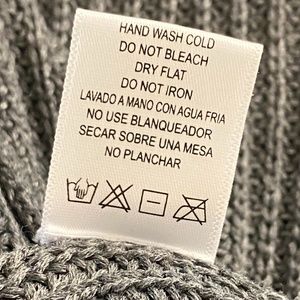 HAND WASH COLD
DO NOT BLEACH
DRY FLAT
DO NOT IRON
LAVADO A MANO CON AGUA FRIA
NO USE BLANQUEADOR
SECAR SOBRE UNA MESA
NO PLANCHAR